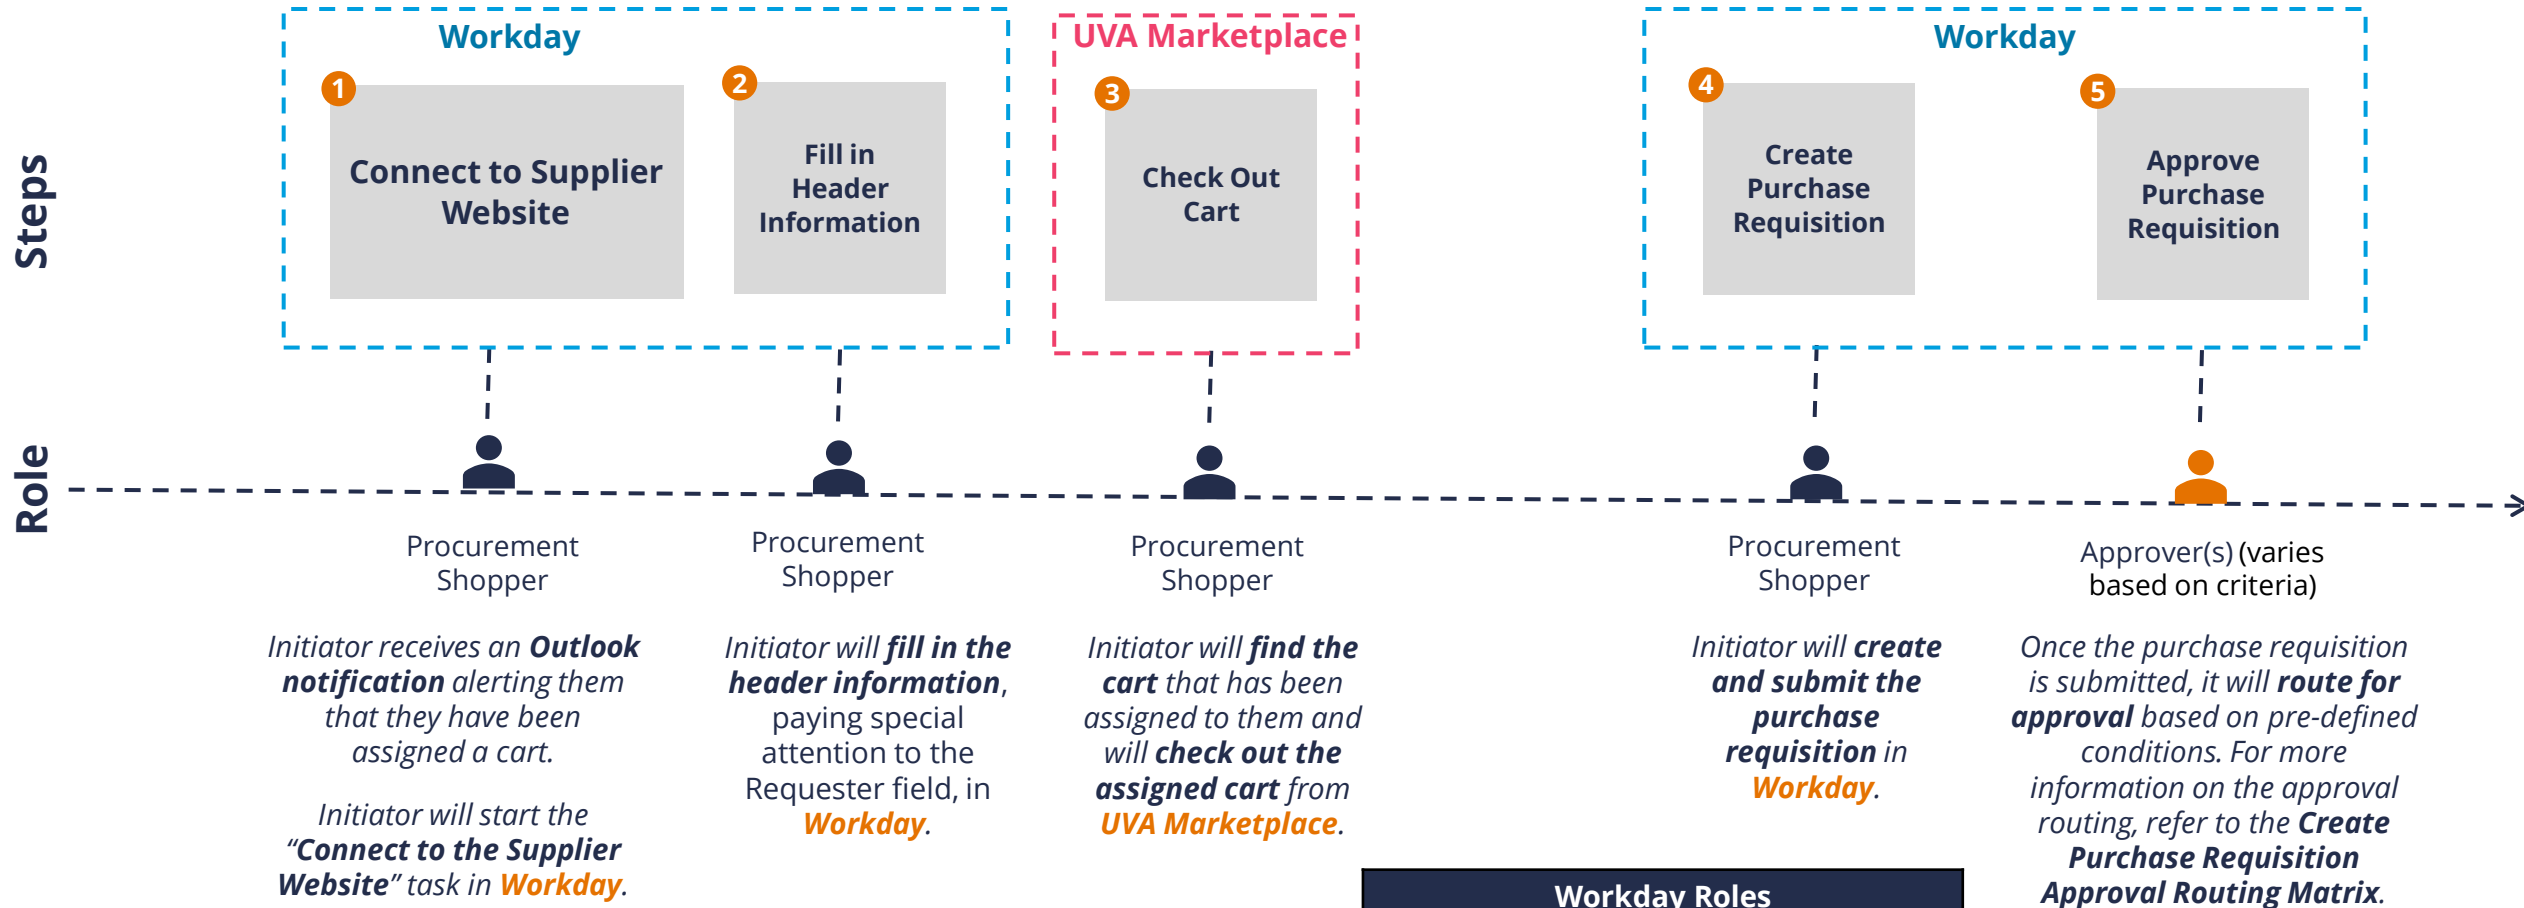 Workday
UVA Marketplace
Workday
Steps
1
Connect to Supplier
Website
2
Fill in
Header
Information
3
Check Out
Cart
4
Create
Purchase
Requisition
5
Approve
Purchase
Requisition
Role
Procurement
Shopper
Procurement
Shopper
Procurement
Shopper
Procurement
Shopper
Approver(s) (varies
based on criteria)
Initiator receives an Outlook
notification alerting them
that they have been
assigned a cart.
Initiator will start the
“Connect to the Supplier
Website” task in Workday.
Initiator will fill in the
header information,
paying special
attention to the
Requester field, in
Workday.
Initiator will find the
cart that has been
assigned to them and
will check out the
assigned cart from
UVA Marketplace.
Initiator will create
and submit the
purchase
requisition in
Workday.
Once the purchase requisition
is submitted, it will route for
approval based on pre-defined
conditions. For more
information on the approval
routing, refer to the Create
Purchase Requisition
Approval Routing Matrix.
Workday Roles